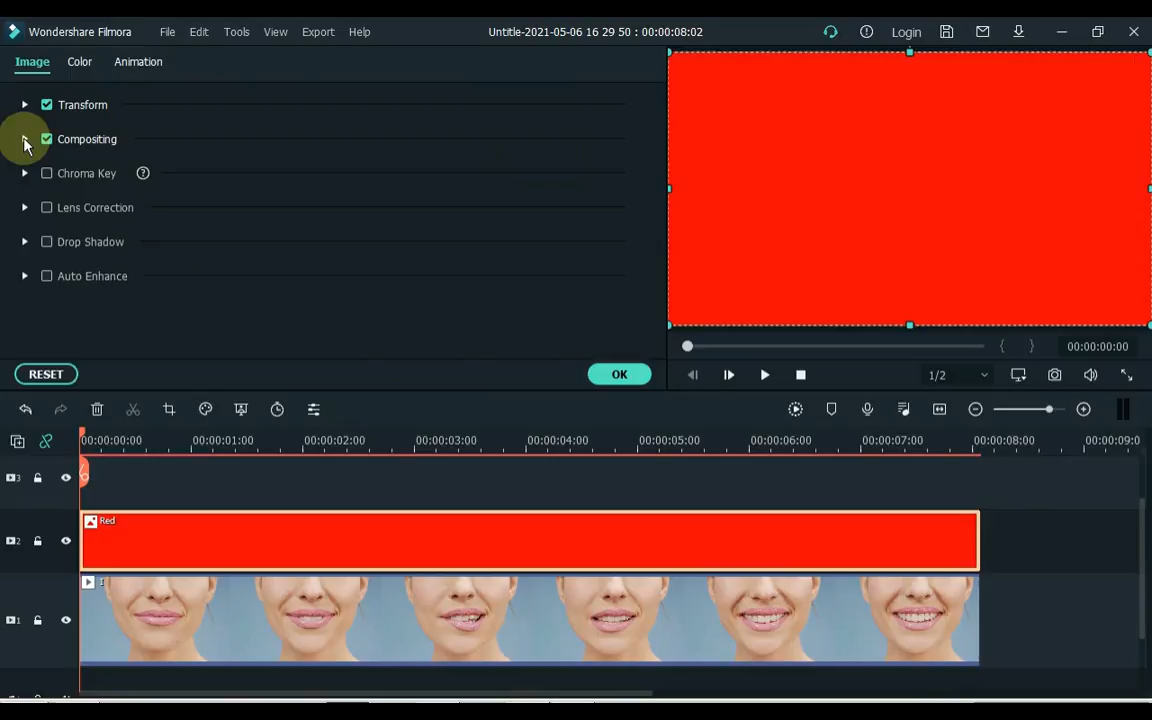 Wondershare Filmora File Edit Tools View Export Help Untitle-2021-05-06 16 29 50 : 00:00:08:02 Login
Image Color Animation
Transform
Compositing
Chroma Key ?
Lens Correction
Drop Shadow
Auto Enhance
{ } 00:00:00:00
RESET OK 1/2
00:00:00:00 00:00:01:00 00:00:02:00 00:00:03:00 00:00:04:00 00:00:05:00 00:00:06:00 00:00:07:00 00:00:08:00 00:00:09:0
3
Red
2
1